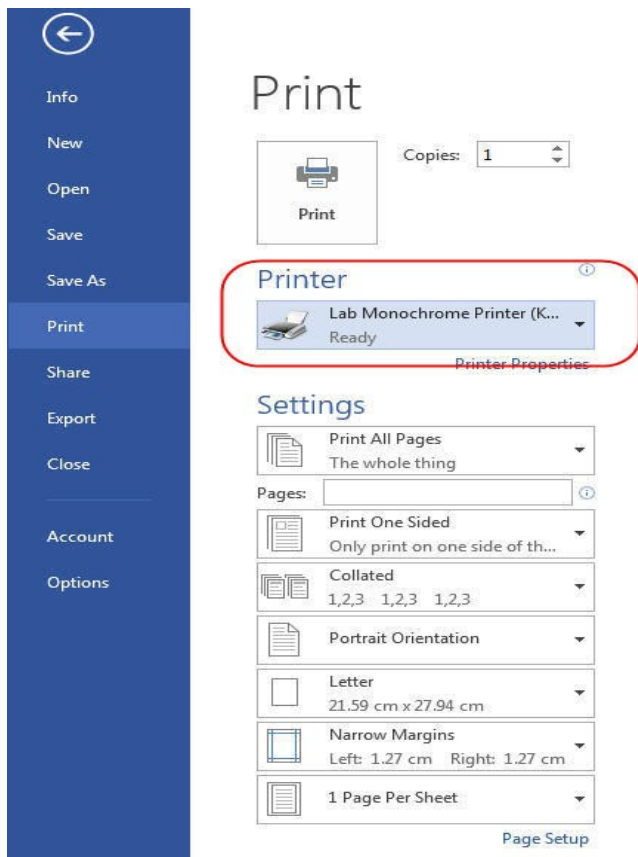 Info
New
Open
Save
Save As
Print
Share
Export
Close
Account
Options
Print
Print
Copies: 1
Printer
Lab Monochrome Printer (K...
Ready
Printer Properties
Settings
Print All Pages
The whole thing
Pages:
Print One Sided
Only print on one side of th...
Collated
1,2,3 1,2,3 1,2,3
Portrait Orientation
Letter
21.59 cm x 27.94 cm
Narrow Margins
Left: 1.27 cm Right: 1.27 cm
1 Page Per Sheet
Page Setup